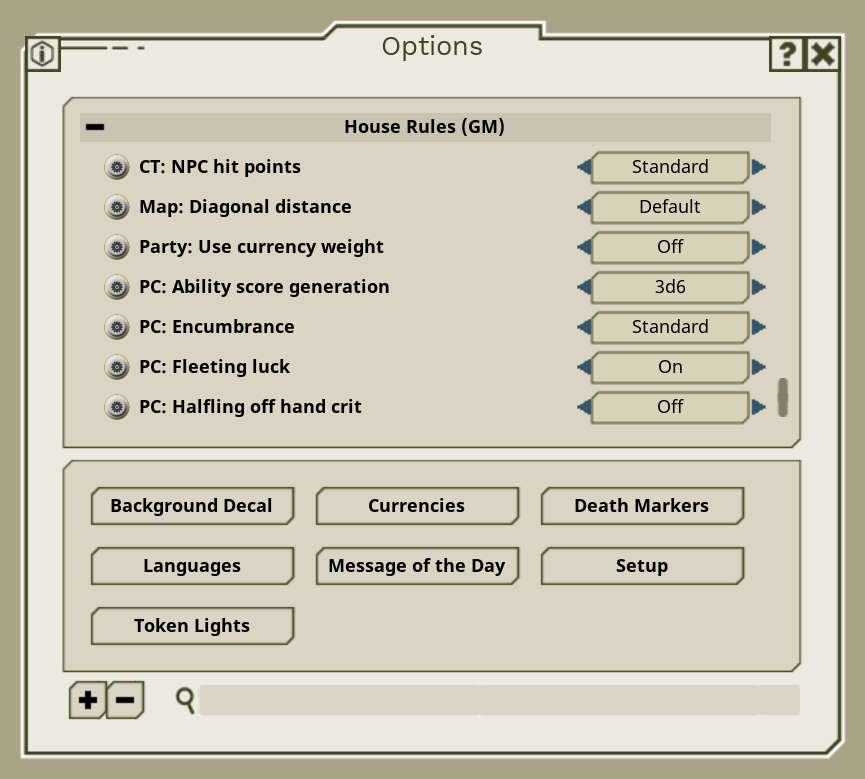 Options
House Rules (GM)
CT: NPC hit points Standard
Map: Diagonal distance Default
Party: Use currency weight Off
PC: Ability score generation 3d6
PC: Encumbrance Standard
PC: Fleeting luck On
PC: Halfling off hand crit Off
Background Decal Currencies Death Markers
Languages Message of the Day Setup
Token Lights